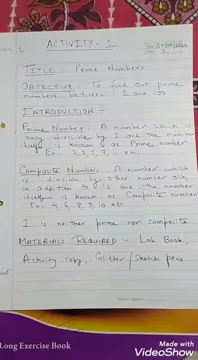 ACTIVITY - 1
TITLE :- Prime Numbers
OBJECTIVE :- To find out prime
numbers between 1 and 100
INTRODUCTION :-
Prime Number : A number which is
only divisible by 1 and the number
itself is known as Prime number
Ex - 2, 3, 5, 7, 11 etc.
Composite Number : A number which
is divisible by other number also,
in addition to 1 and the number
itself is known as Composite number
Ex. 4, 6, 8, 9, 10 etc
1 is neither prime nor composite
MATERIALS REQUIRED - Lab Book,
Activity copy, Glitter / Sketch pens
Long Exercise Book
Made with
VivaVideo